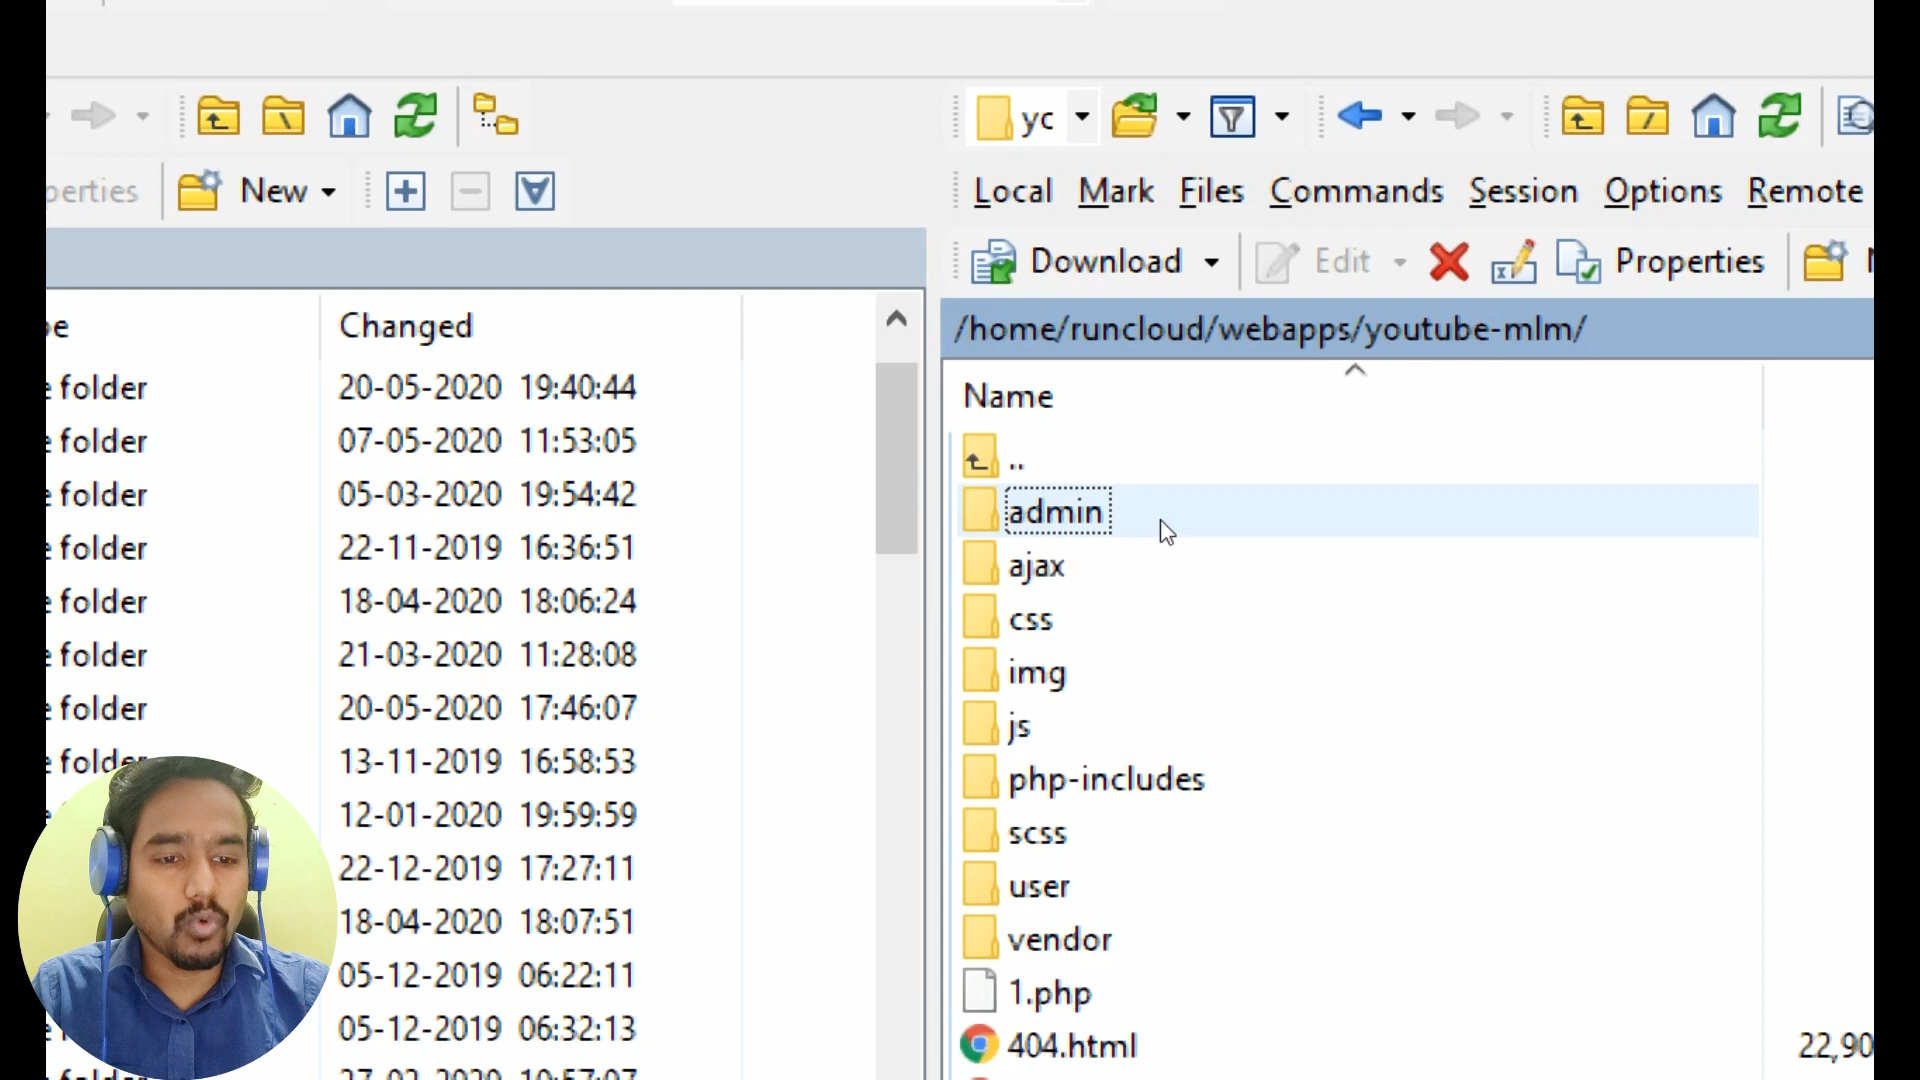 yc
perties New
Local Mark Files Commands Session Options Remote
Download Edit Properties
/home/runcloud/webapps/youtube-mlm/
Changed
Name
e folder 20-05-2020 19:40:44
e folder 07-05-2020 11:53:05
e folder 05-03-2020 19:54:42
e folder 22-11-2019 16:36:51
e folder 18-04-2020 18:06:24
e folder 21-03-2020 11:28:08
e folder 20-05-2020 17:46:07
e folder 13-11-2019 16:58:53
12-01-2020 19:59:59
22-12-2019 17:27:11
18-04-2020 18:07:51
05-12-2019 06:22:11
05-12-2019 06:32:13
..
admin
ajax
css
img
js
php-includes
scss
user
vendor
1.php
404.html 22,90